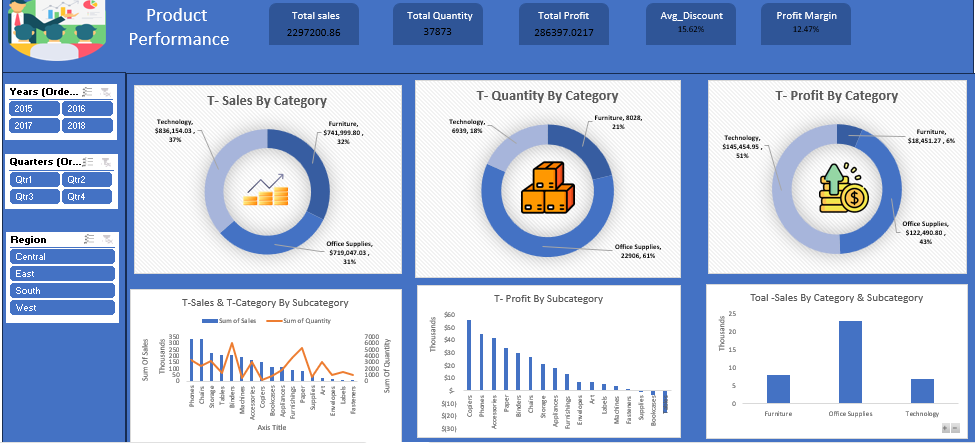 Product
Performance
Total sales
2297200.86
Total Quantity
37873
Total Profit
286397.0217
Avg_Discount
15.62%
Profit Margin
12.47%
Years (Orde...
2015
2016
2017
2018
Quarters (Or...
Qtr1
Qtr2
Qtr3
Qtr4
Region
Central
East
South
West
T- Sales By Category
Technology,
$836,154.03 ,
37%
Furniture,
$741,999.80 ,
32%
Office Supplies,
$719,047.03 ,
31%
T- Quantity By Category
Technology,
6939, 18%
Furniture, 8028,
21%
Office Supplies,
22906, 61%
T- Profit By Category
Technology,
$145,454.95 ,
51%
Furniture,
$18,451.27 , 6%
Office Supplies,
$122,490.80 ,
43%
T-Sales & T-Category By Subcategory
Sum of Sales
Sum of Quantity
Sum Of Sales
Thousands
350
300
250
200
150
100
50
0
7000
6000
5000
4000
3000
2000
1000
0
Sum Of Quantity
Phones
Chairs
Storage
Tables
Binders
Machines
Accessories
Copiers
Bookcases
Appliances
Furnishings
Paper
Supplies
Art
Envelopes
Labels
Fasteners
Axis Title
T- Profit By Subcategory
Thousands
$60
$50
$40
$30
$20
$10
$-
$(10)
$(20)
$(30)
Copiers
Phones
Accessories
Paper
Binders
Chairs
Storage
Appliances
Furnishings
Envelopes
Art
Labels
Machines
Fasteners
Supplies
Bookcases
Toal -Sales By Category & Subcategory
Thousands
25
20
15
10
5
0
Furniture
Office Supplies
Technology